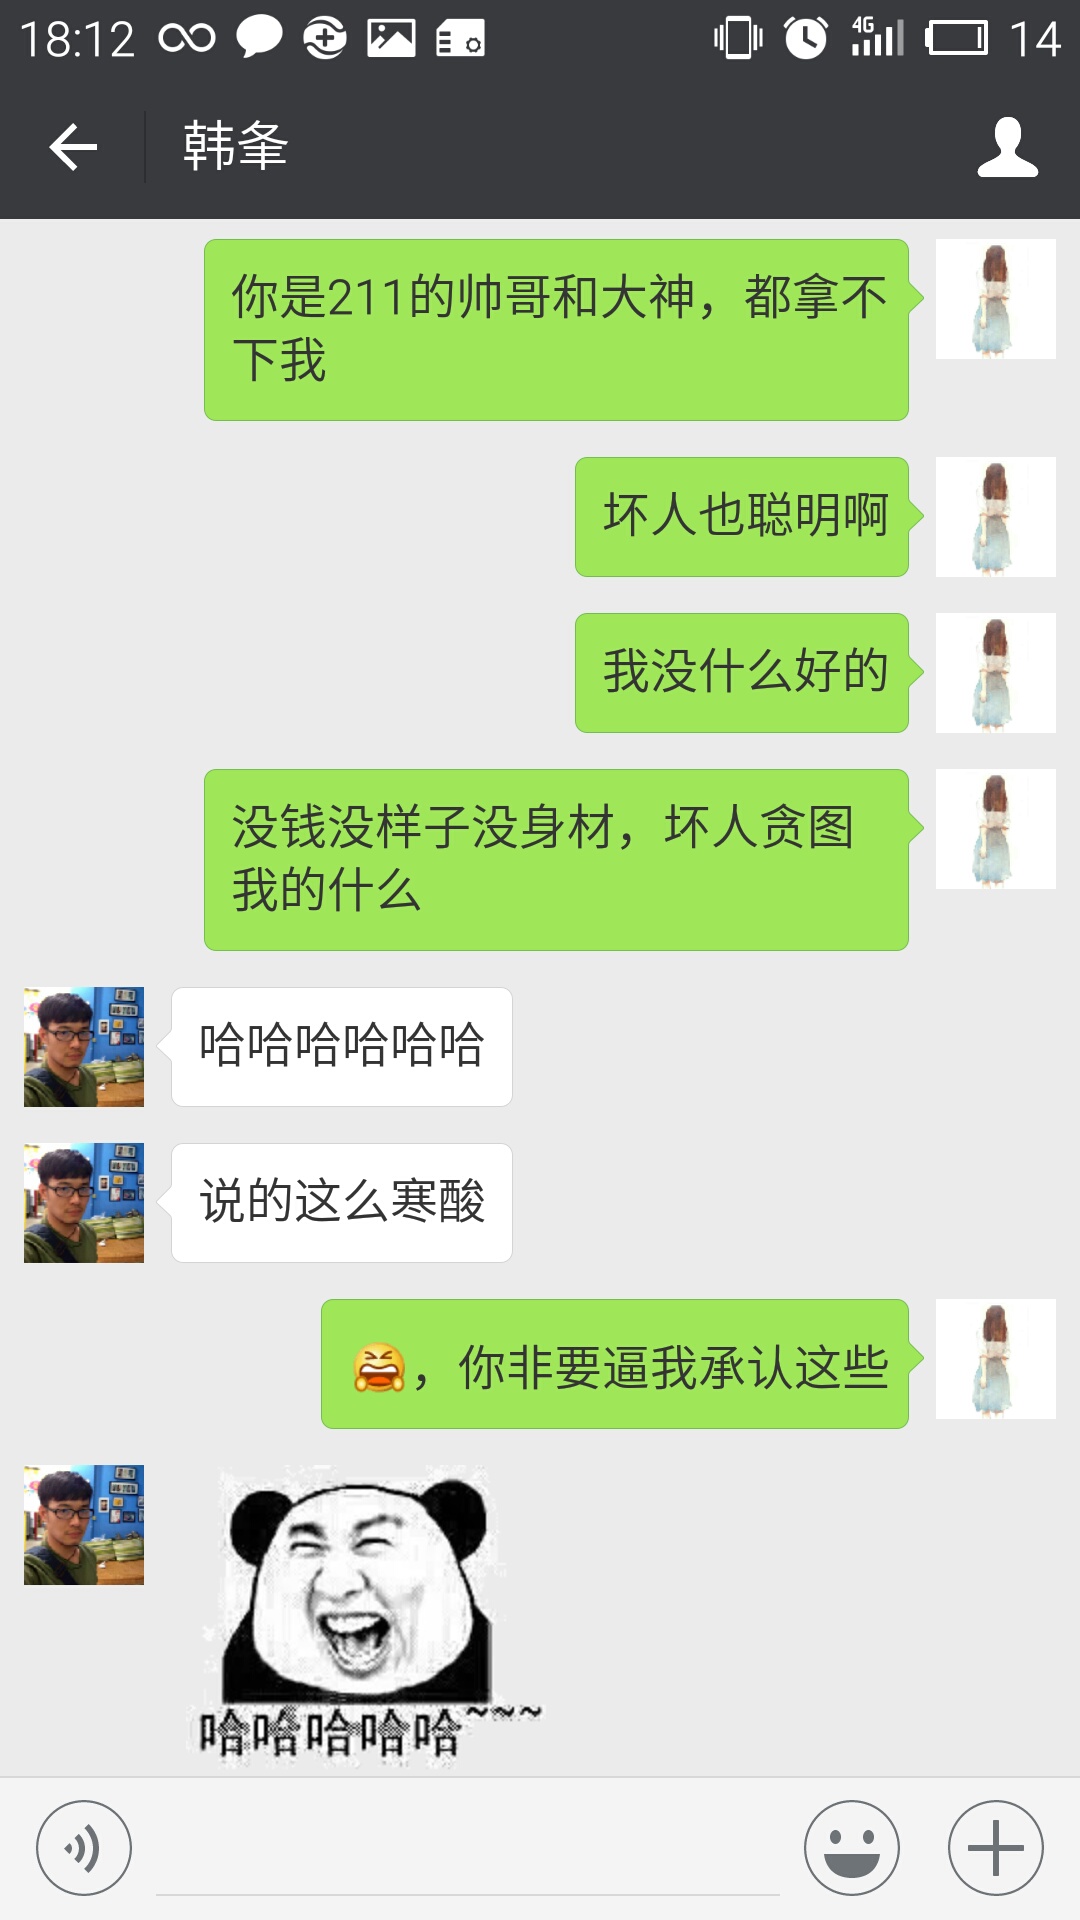 18:12
4G
14
韩夆
你是211的帅哥和大神，都拿不
下我
坏人也聪明啊
我没什么好的
没钱没样子没身材，坏人贪图
我的什么
哈哈哈哈哈哈
说的这么寒酸
，你非要逼我承认这些
哈哈哈哈哈~~~